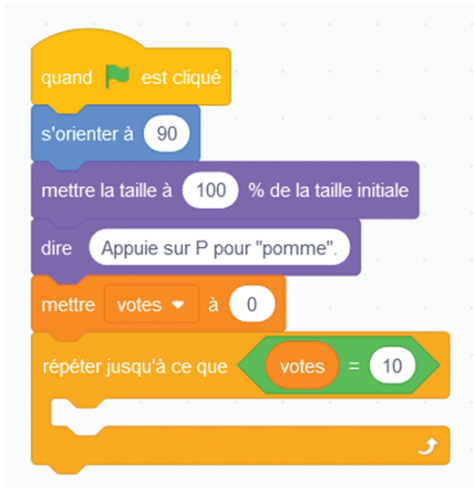 quand est cliqué
s'orienter à 90
mettre la taille à 100 % de la taille initiale
dire Appuie sur P pour "pomme".
mettre votes à 0
répéter jusqu'à ce que votes = 10